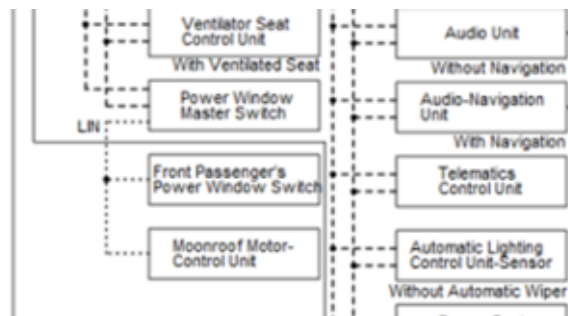 Ventilator Seat
Control Unit
With Ventilated Seat
Power Window
Master Switch
LIN
Front Passenger's
Power Window Switch
Moonroof Motor-
Control Unit
Audio Unit
Without Navigation
Audio-Navigation
Unit
With Navigation
Telematics
Control Unit
Automatic Lighting
Control Unit-Sensor
Without Automatic Wiper